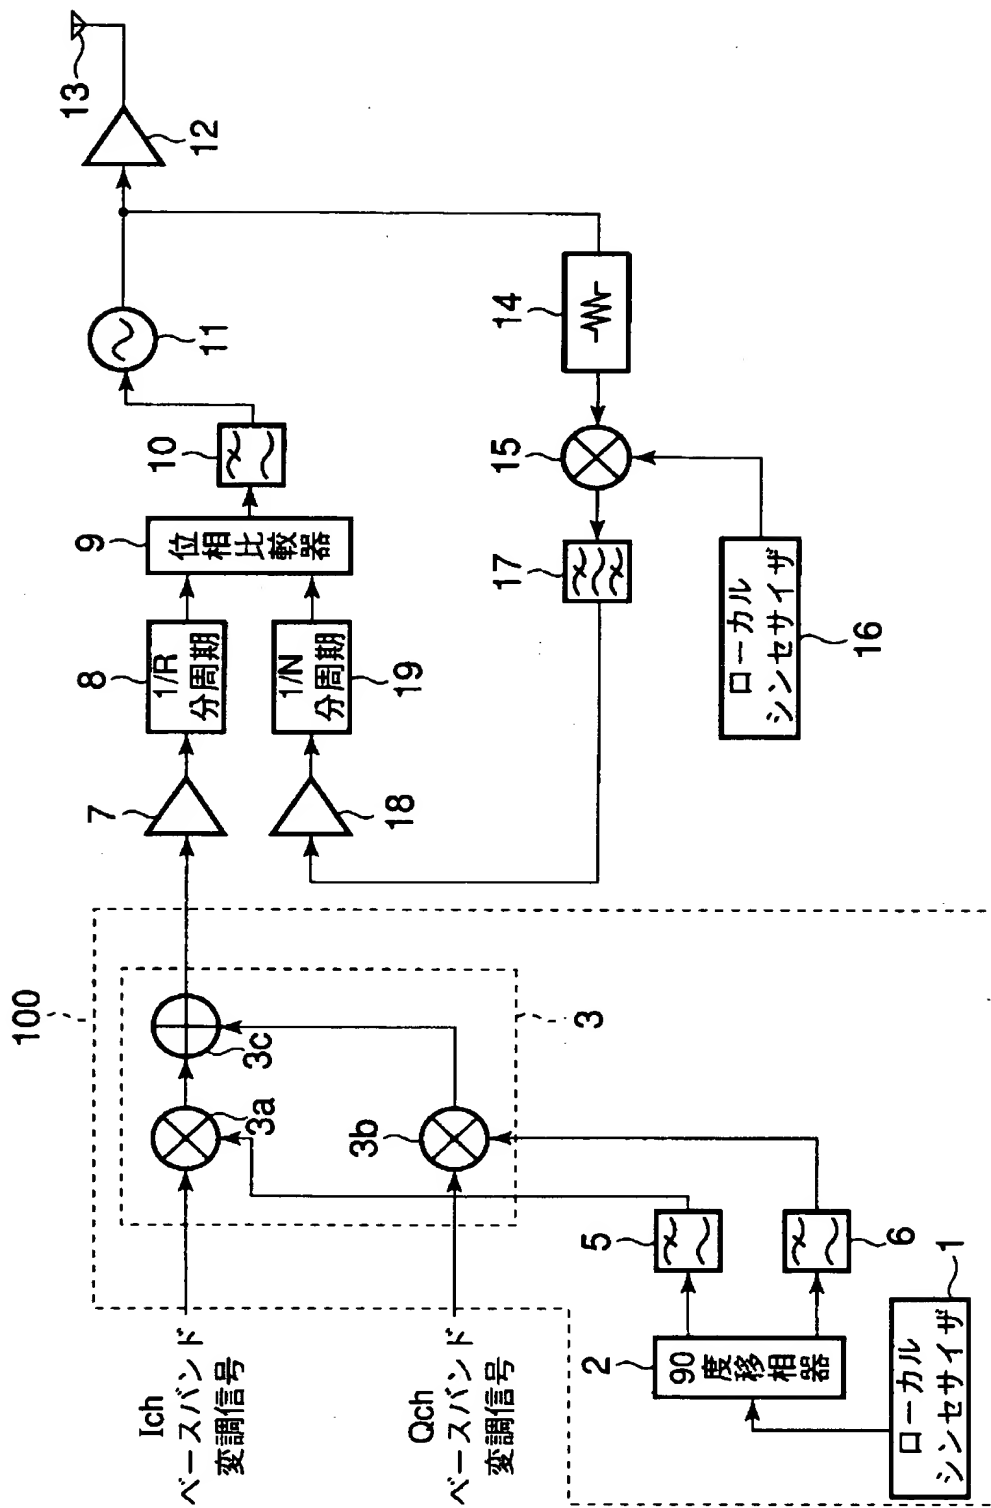 100
Ich
ベースバンド
変調信号
3a
3c
7
8
1/R
分周期
9
位相比較器
10
11
12
13
Qch
ベースバンド
変調信号
3b
3
18
1/N
分周期
19
14
15
17
ローカル
シンセサイザ
16
5
6
2
90度移相器
ローカル
シンセサイザ
1